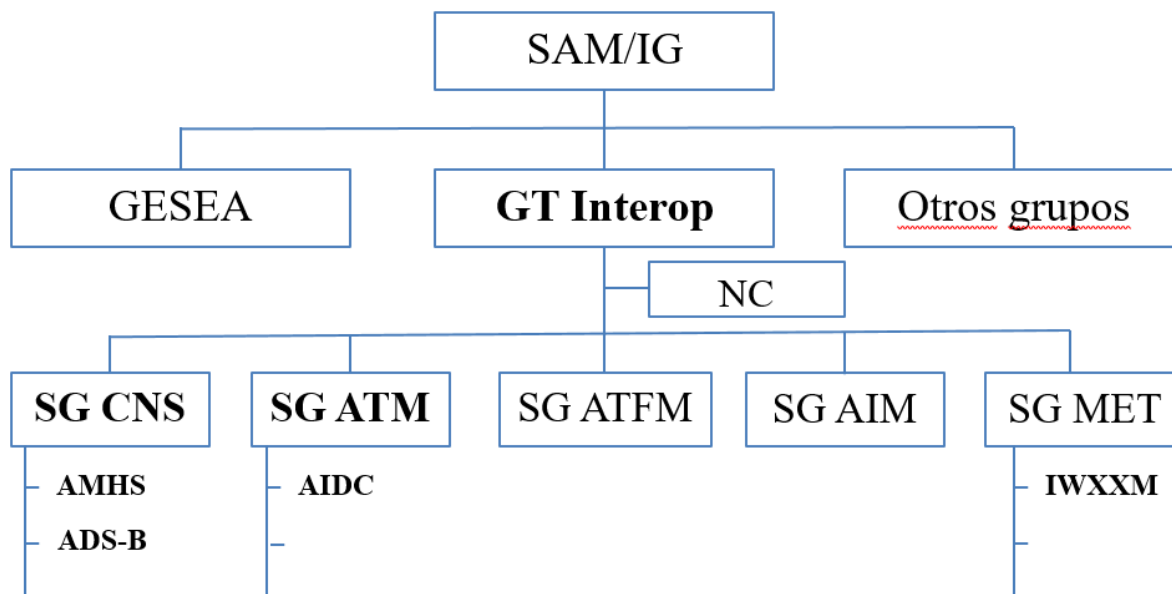 SAM/IG
GESEA
GT Interop
Otros grupos
NC
SG CNS
SG ATM
SG ATFM
SG AIM
SG MET
AMHS
AIDC
IWXXM
ADS-B